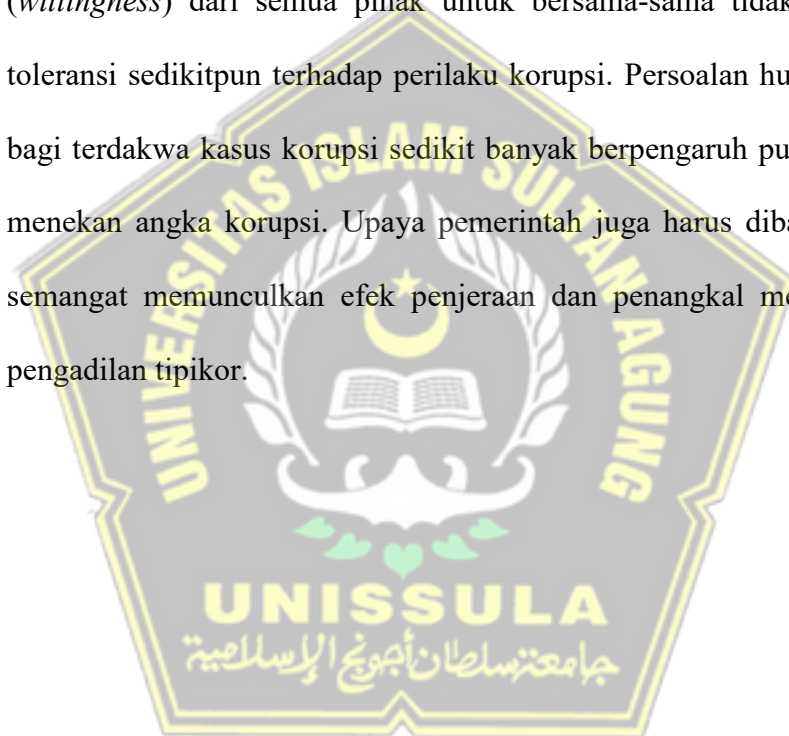 (willingness) dari semua pihak untuk bersama-sama tidak
toleransi sedikitpun terhadap perilaku korupsi. Persoalan hu
bagi terdakwa kasus korupsi sedikit banyak berpengaruh pu
menekan angka korupsi. Upaya pemerintah juga harus diba
semangat memunculkan efek penjeraan dan penangkal me
pengadilan tipikor.
UNIVERSITAS ISLAM SULTAN AGUNG
UNISSULA
جامعتسلطان أجونج الإسلامية